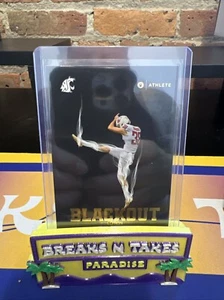 ATHLETE
BLACKOUT
BREAKS N TAKES
PARADISE